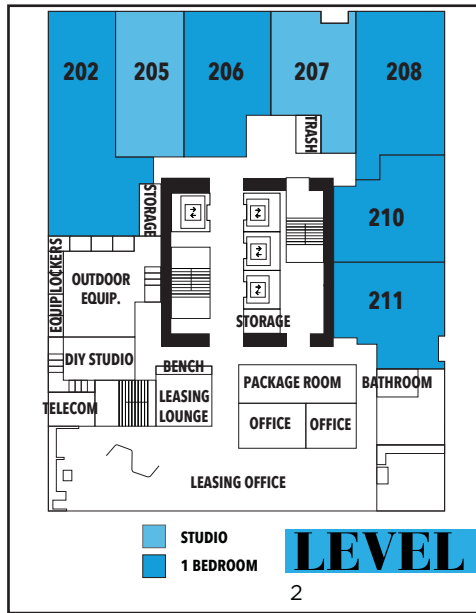 202
205
206
207
208
TRASH
STORAGE
210
EQUIP LOCKERS
OUTDOOR
EQUIP.
211
STORAGE
DIY STUDIO
BENCH
PACKAGE ROOM
BATHROOM
TELECOM
LEASING
LOUNGE
OFFICE
OFFICE
LEASING OFFICE
STUDIO
1 BEDROOM
LEVEL
2